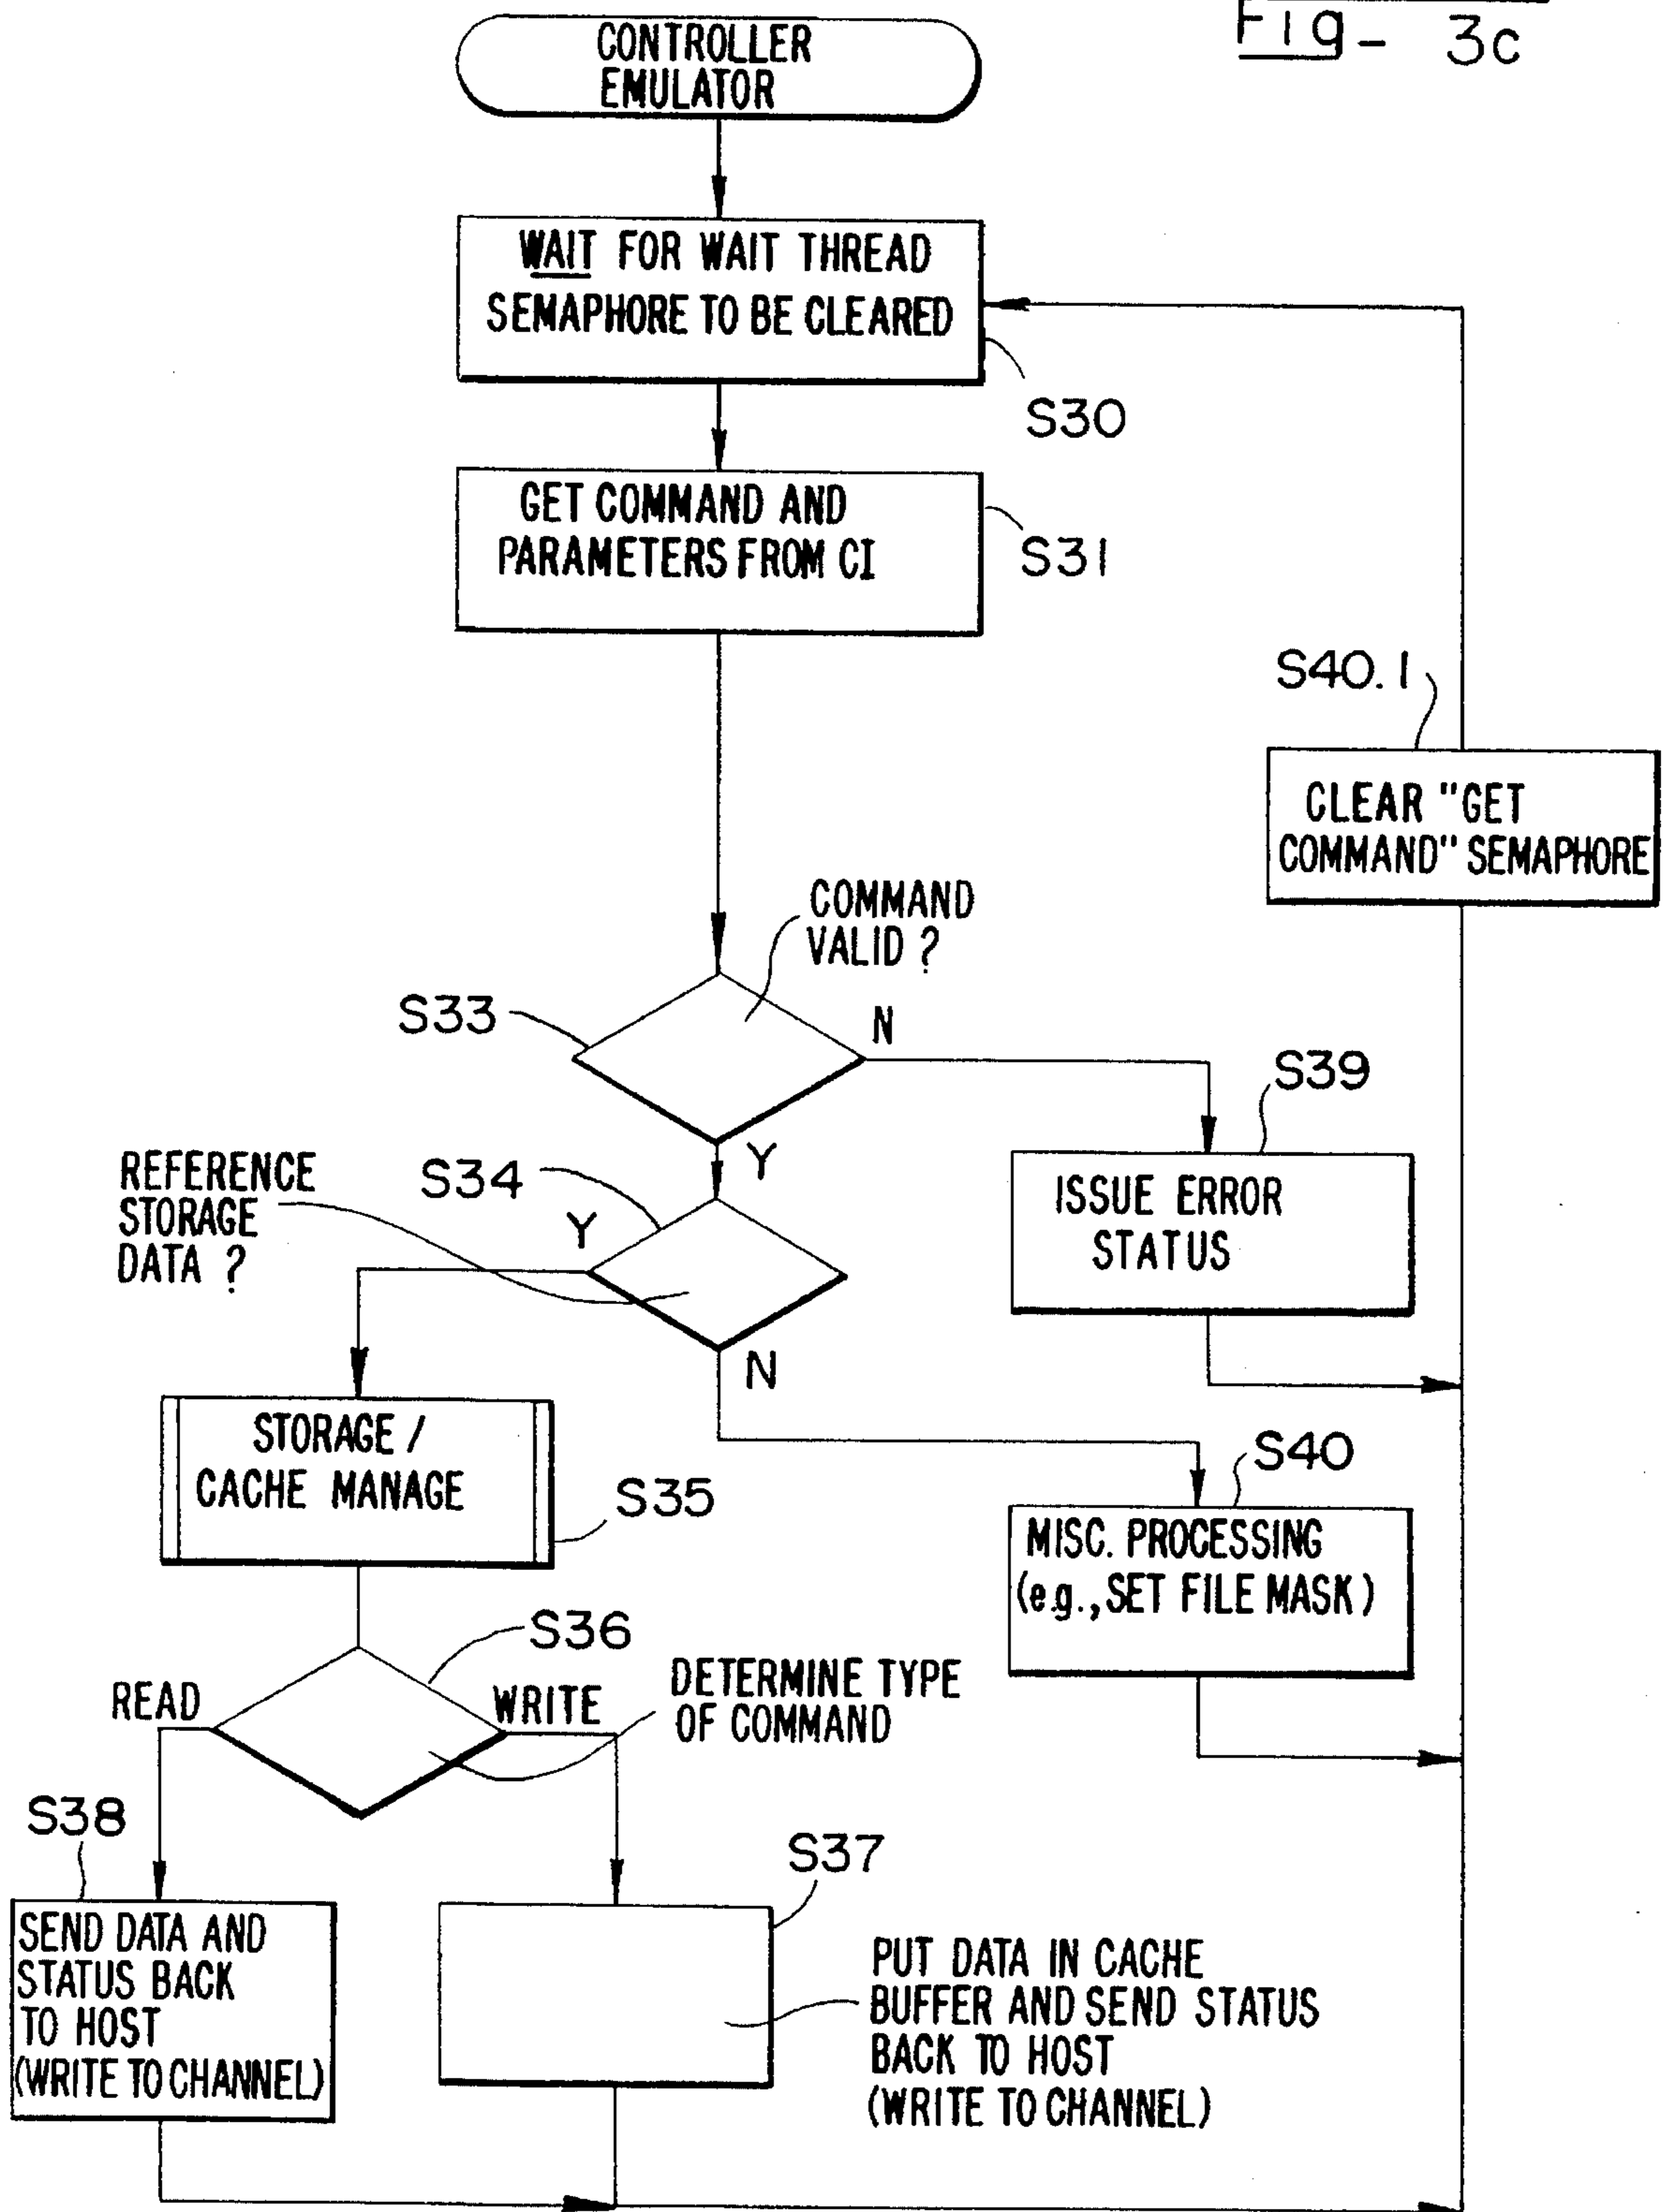 Fig- 3c
CONTROLLER
EMULATOR
WAIT FOR WAIT THREAD
SEMAPHORE TO BE CLEARED
S30
GET COMMAND AND
PARAMETERS FROM CI
S31
S40.1
CLEAR "GET
COMMAND" SEMAPHORE
COMMAND
VALID ?
S33
N
S39
Y
REFERENCE
STORAGE
DATA ?
S34
Y
ISSUE ERROR
STATUS
N
STORAGE /
CACHE MANAGE
S35
S40
MISC. PROCESSING
(e.g., SET FILE MASK)
S36
READ
WRITE
DETERMINE TYPE
OF COMMAND
S38
S37
SEND DATA AND
STATUS BACK
TO HOST
(WRITE TO CHANNEL)
PUT DATA IN CACHE
BUFFER AND SEND STATUS
BACK TO HOST
(WRITE TO CHANNEL)